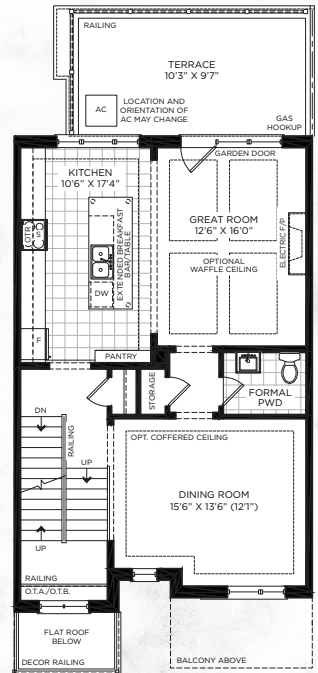 RAILING
TERRACE
10'3" X 9'7"
AC
LOCATION AND
ORIENTATION OF
AC MAY CHANGE
GAS
HOOKUP
GARDEN DOOR
KITCHEN
10'6" X 17'4"
GREAT ROOM
12'6" X 16'0"
OTR
S
EXTENDED BREAKFAST
BAR/TABLE
DW
ELECTRIC F/P
OPTIONAL
WAFFLE CEILING
F
PANTRY
STORAGE
FORMAL
PWD
DN
RAILING
UP
UP
OPT. COFFERED CEILING
DINING ROOM
15'6" X 13'6" (12'1")
RAILING
O.T.A./O.T.B.
FLAT ROOF
BELOW
DECOR RAILING
BALCONY ABOVE